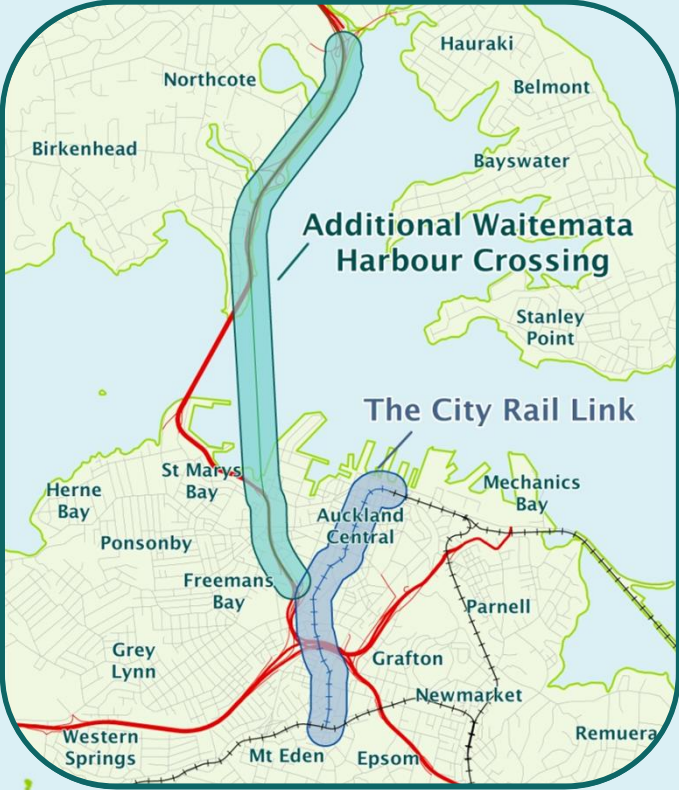 Hauraki
Northcote
Belmont
Birkenhead
Bayswater
Additional Waitemata
Harbour Crossing
Stanley
Point
The City Rail Link
St Marys
Bay
Herne
Bay
Mechanics
Bay
Auckland
Central
Ponsonby
Freemans
Bay
Parnell
Grey
Lynn
Grafton
Newmarket
Western
Springs
Mt Eden
Epsom
Remuera